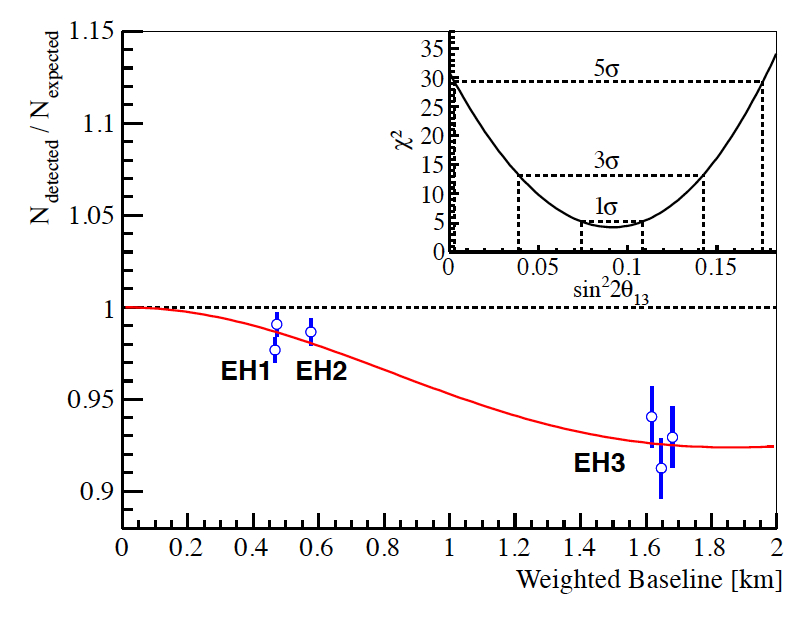 N detected / N expected
1.15
1.1
1.05
1
0.95
0.9
0
0.2
0.4
0.6
0.8
1
1.2
1.4
1.6
1.8
2
Weighted Baseline [km]
EH1
EH2
EH3
χ²
35
30
25
20
15
10
5
0
5σ
3σ
1σ
0
0.05
0.1
0.15
sin²2θ₁₃